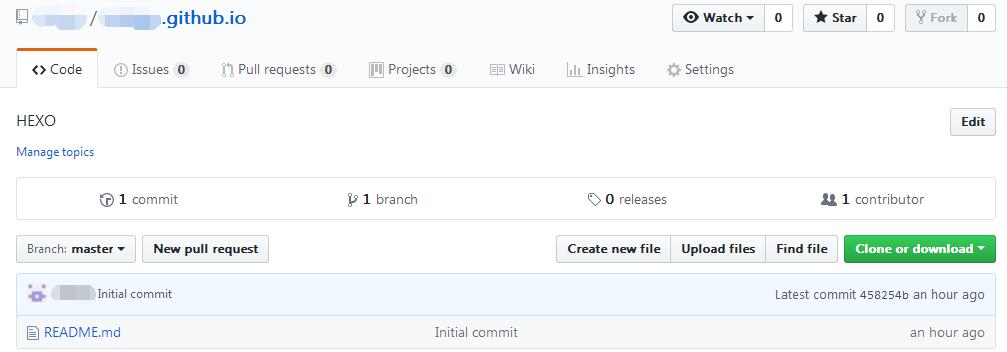 / .github.io Watch 0 Star 0 Fork 0
Code Issues 0 Pull requests 0 Projects 0 Wiki Insights Settings
HEXO Edit
Manage topics
1 commit 1 branch 0 releases 1 contributor
Branch: master New pull request Create new file Upload files Find file Clone or download
Initial commit Latest commit 458254b an hour ago
README.md Initial commit an hour ago